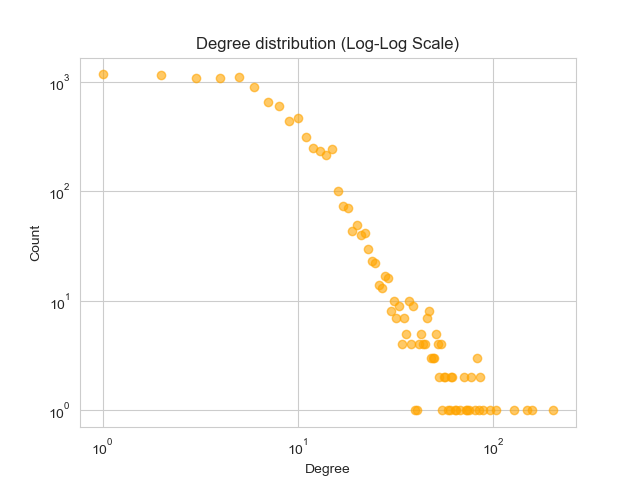 Degree distribution (Log-Log Scale)
10³
10²
10¹
10⁰
Count
10⁰ 10¹ 10²
Degree